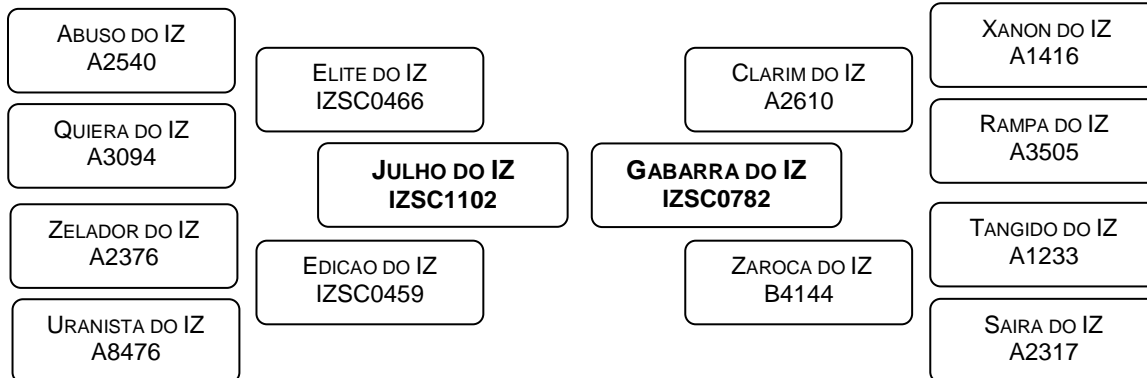 ABUSO DO IZ
A2540
QUIERA DO IZ
A3094
ZELADOR DO IZ
A2376
URANISTA DO IZ
A8476
ELITE DO IZ
IZSC0466
EDICAO DO IZ
IZSC0459
JULHO DO IZ
IZSC1102
GABARRA DO IZ
IZSC0782
CLARIM DO IZ
A2610
ZAROCA DO IZ
B4144
XANON DO IZ
A1416
RAMPA DO IZ
A3505
TANGIDO DO IZ
A1233
SAIRA DO IZ
A2317